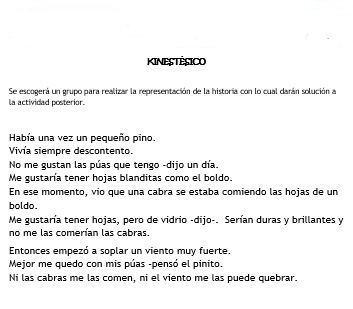 KINESTÉSICO
Se escogerá un grupo para realizar la representación de la historia con lo cual darán solución a
la actividad posterior.
Había una vez un pequeño pino.
Vivía siempre descontento.
No me gustan las púas que tengo -dijo un día.
Me gustaría tener hojas blanditas como el boldo.
En ese momento, vio que una cabra se estaba comiendo las hojas de un
boldo.
Me gustaría tener hojas, pero de vidrio -dijo-. Serían duras y brillantes y
no me las comerían las cabras.
Entonces empezó a soplar un viento muy fuerte.
Mejor me quedo con mis púas -pensó el pinito.
Ni las cabras me las comen, ni el viento me las puede quebrar.